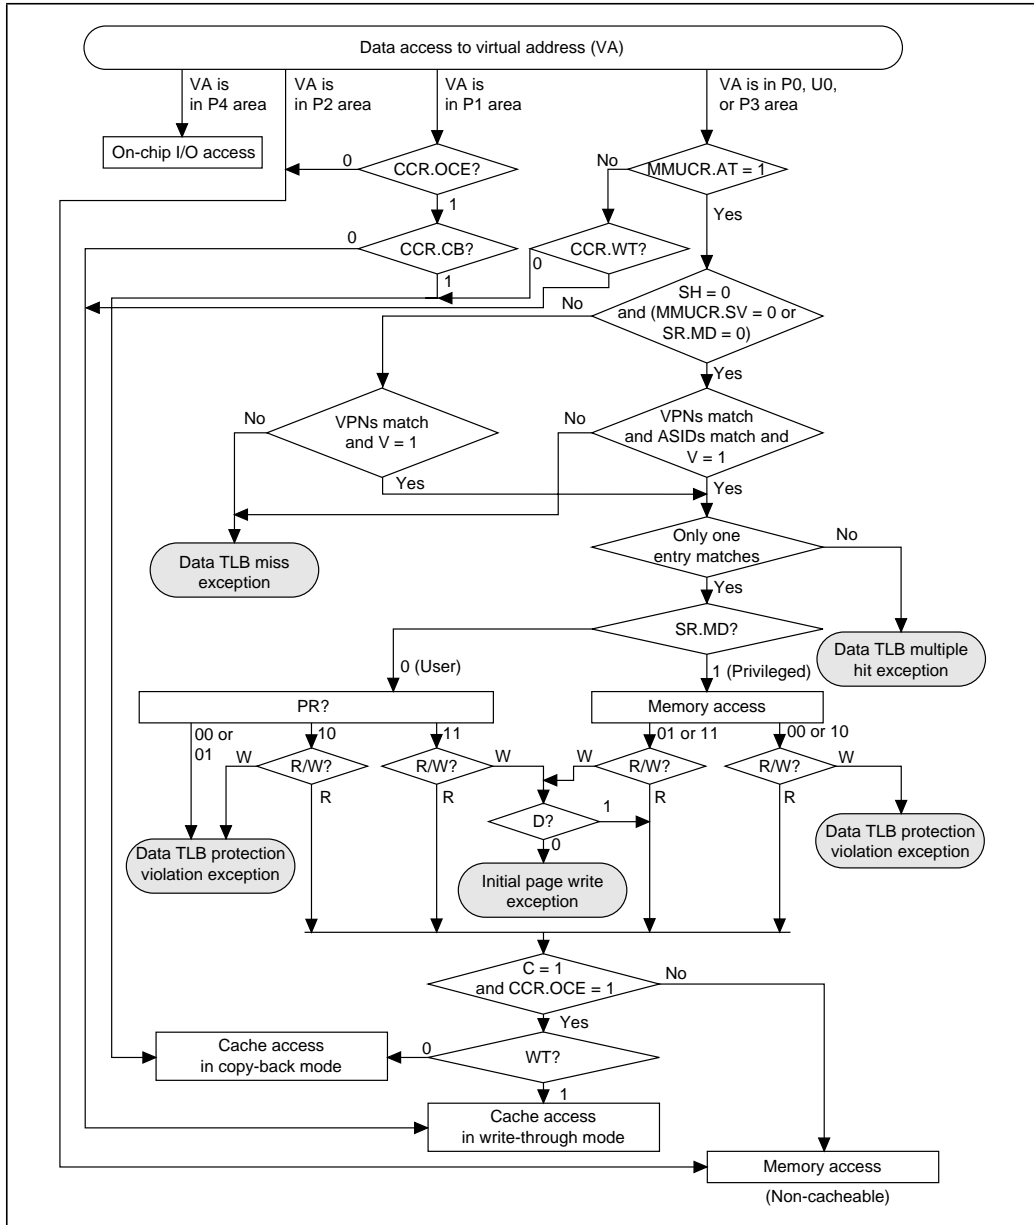 Data access to virtual address (VA)
VA is
in P4 area
VA is
in P2 area
VA is
in P1 area
VA is in P0, U0,
or P3 area
On-chip I/O access
0
CCR.OCE?
No
MMUCR.AT = 1
1
Yes
0
CCR.CB?
CCR.WT?
0
1
No
SH = 0
and (MMUCR.SV = 0 or
SR.MD = 0)
Yes
No
VPNs match
and V = 1
No
VPNs match
and ASIDs match and
V = 1
Yes
Yes
Data TLB miss
exception
Only one
entry matches
No
Yes
SR.MD?
Data TLB multiple
hit exception
0 (User)
1 (Privileged)
PR?
Memory access
00 or
01
10
11
01 or 11
00 or 10
W
R/W?
R/W?
W
W
R/W?
R/W?
W
R
R
R
R
D?
1
0
Data TLB protection
violation exception
Initial page write
exception
Data TLB protection
violation exception
C = 1
and CCR.OCE = 1
No
Yes
Cache access
in copy-back mode
0
WT?
1
Cache access
in write-through mode
Memory access
(Non-cacheable)